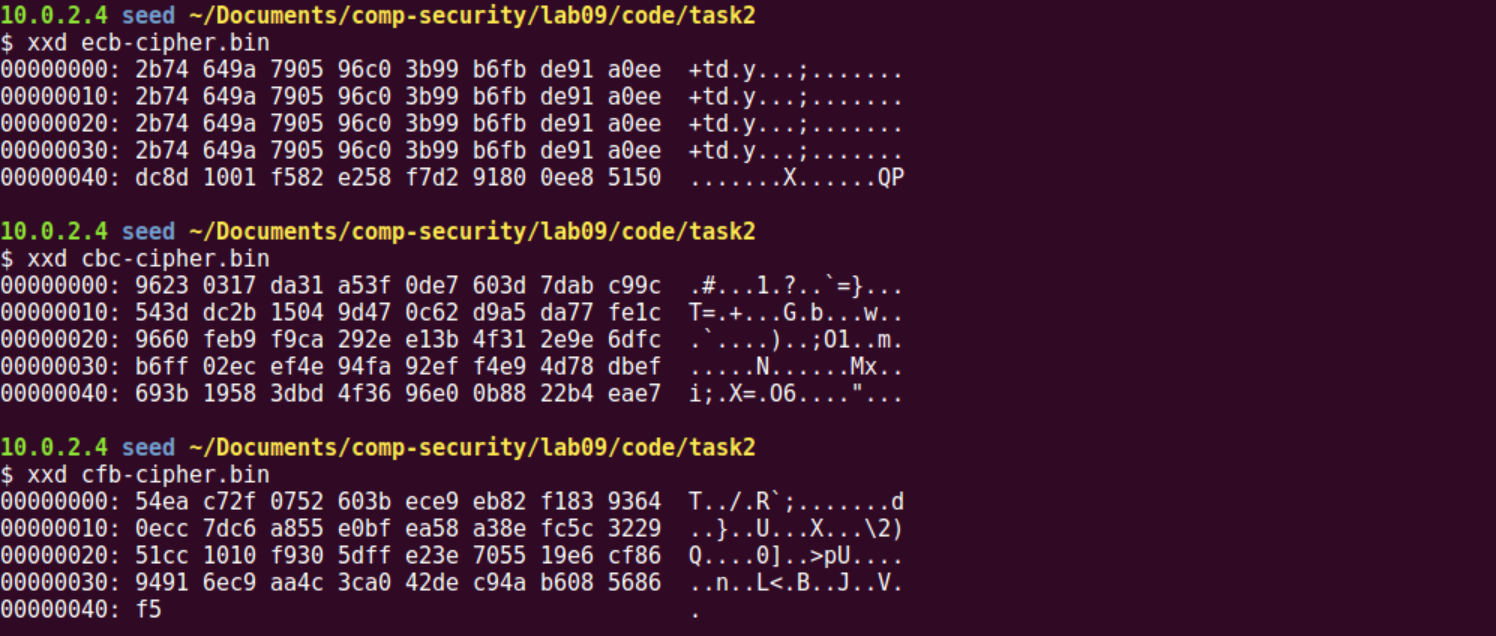 10.0.2.4 seed ~/Documents/comp-security/lab09/code/task2
$ xxd ecb-cipher.bin
00000000: 2b74 649a 7905 96c0 3b99 b6fb de91 a0ee  +td.y...;.......
00000010: 2b74 649a 7905 96c0 3b99 b6fb de91 a0ee  +td.y...;.......
00000020: 2b74 649a 7905 96c0 3b99 b6fb de91 a0ee  +td.y...;.......
00000030: 2b74 649a 7905 96c0 3b99 b6fb de91 a0ee  +td.y...;.......
00000040: dc8d 1001 f582 e258 f7d2 9180 0ee8 5150  .......X......QP
10.0.2.4 seed ~/Documents/comp-security/lab09/code/task2
$ xxd cbc-cipher.bin
00000000: 9623 0317 da31 a53f 0de7 603d 7dab c99c  .#...1.?..`=}...
00000010: 543d dc2b 1504 9d47 0c62 d9a5 da77 fe1c  T=.+...G.b...w..
00000020: 9660 feb9 f9ca 292e e13b 4f31 2e9e 6dfc  .`....)..;O1..m.
00000030: b6ff 02ec ef4e 94fa 92ef f4e9 4d78 dbef  .....N......Mx..
00000040: 693b 1958 3dbd 4f36 96e0 0b88 22b4 eae7  i;.X=.O6...."...
10.0.2.4 seed ~/Documents/comp-security/lab09/code/task2
$ xxd cfb-cipher.bin
00000000: 54ea c72f 0752 603b ece9 eb82 f183 9364  T../.R`;.......d
00000010: 0ecc 7dc6 a855 e0bf ea58 a38e fc5c 3229  ..}..U...X...\2)
00000020: 51cc 1010 f930 5dff e23e 7055 19e6 cf86  Q....0]..>pU....
00000030: 9491 6ec9 aa4c 3ca0 42de c94a b608 5686  ..n..L<.B..J..V.
00000040: f5                                       .